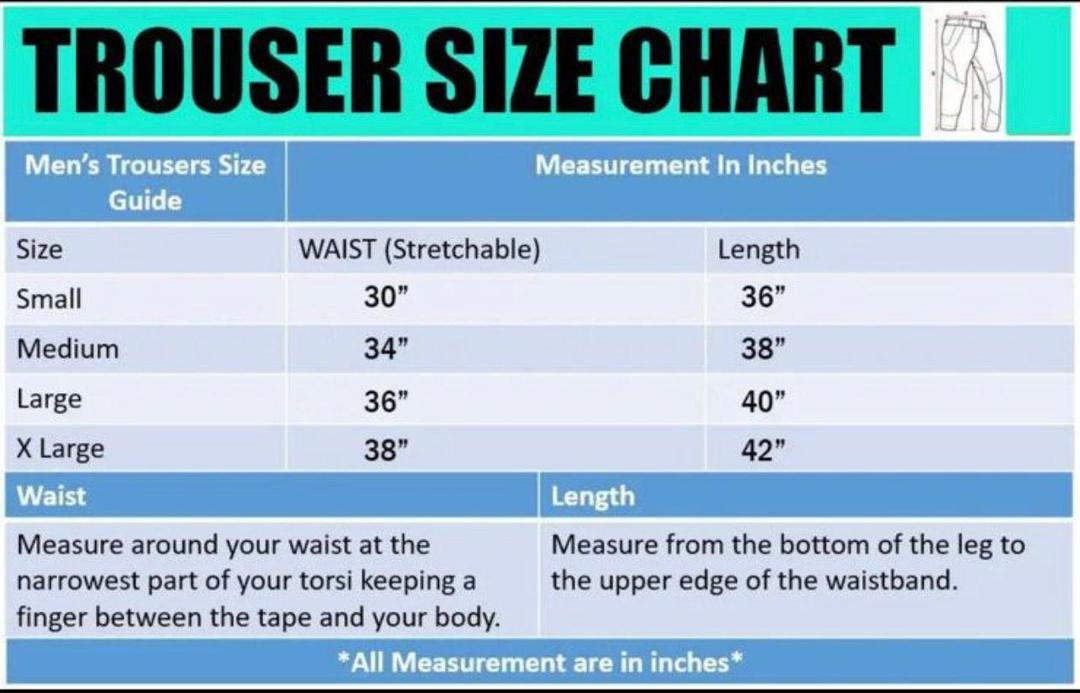 TROUSER SIZE CHART
Men’s Trousers Size
Guide
Measurement In Inches
Size
WAIST (Stretchable)
Length
Small
30”
36”
Medium
34”
38”
Large
36”
40”
X Large
38”
42”
Waist
Length
Measure around your waist at the
narrowest part of your torsi keeping a
finger between the tape and your body.
Measure from the bottom of the leg to
the upper edge of the waistband.
*All Measurement are in inches*